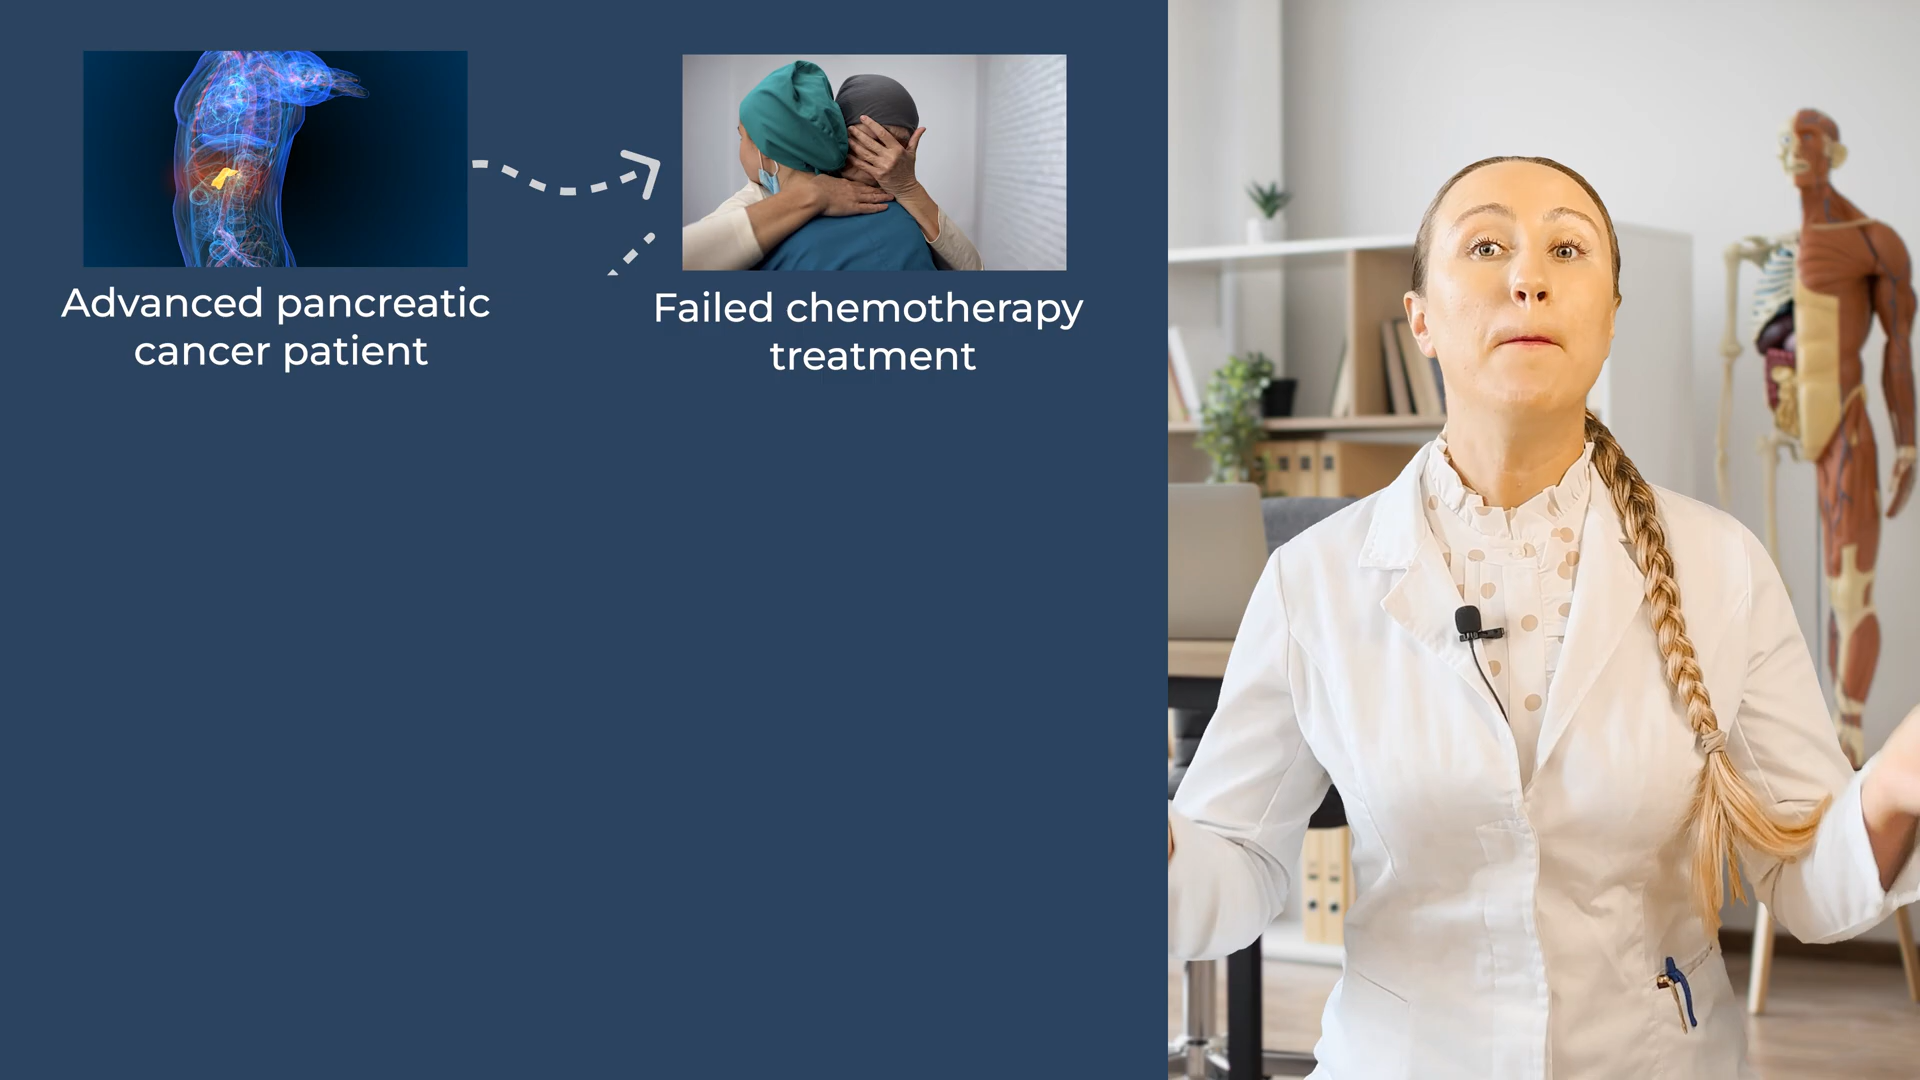 Advanced pancreatic
cancer patient
Failed chemotherapy
treatment